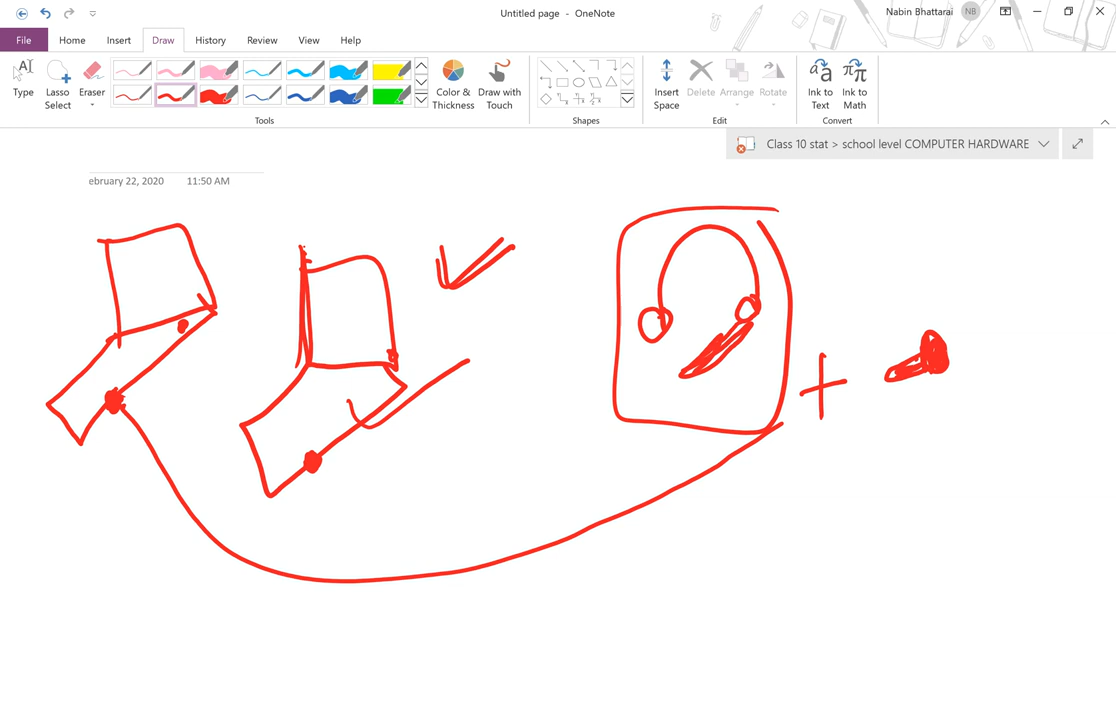 Untitled page - OneNote
Nabin Bhattarai NB
File Home Insert Draw History Review View Help
Type Lasso Select Eraser Color & Thickness Draw with Touch Insert Space Delete Arrange Rotate Ink to Text Ink to Math
Tools Shapes Edit Convert
Class 10 stat > school level COMPUTER HARDWARE
ebruary 22, 2020 11:50 AM